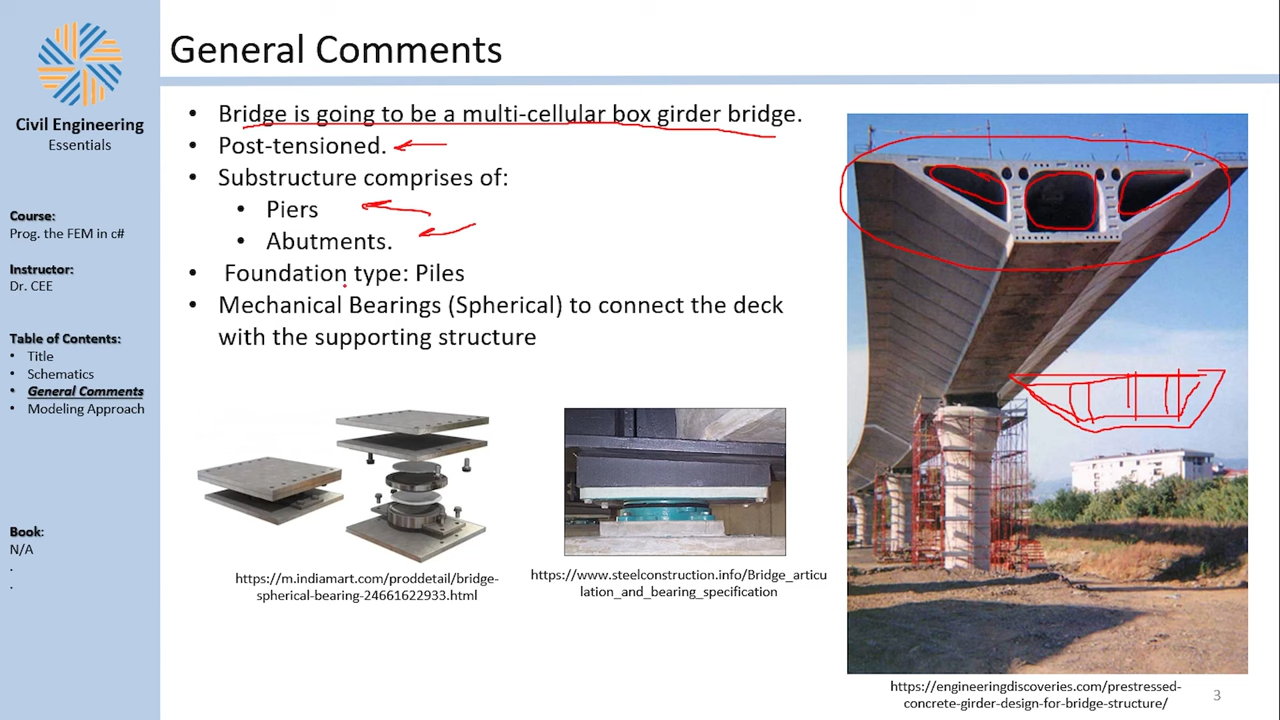 General Comments
Civil Engineering
Essentials
Course:
Prog. the FEM in c#
Instructor:
Dr. CEE
Table of Contents:
• Title
• Schematics
• General Comments
• Modeling Approach
Book:
N/A
.
.
• Bridge is going to be a multi-cellular box girder bridge.
• Post-tensioned.
• Substructure comprises of:
• Piers
• Abutments.
• Foundation type: Piles
• Mechanical Bearings (Spherical) to connect the deck
with the supporting structure
https://m.indiamart.com/proddetail/bridge-
spherical-bearing-24661622933.html
https://www.steelconstruction.info/Bridge_articu
lation_and_bearing_specification
https://engineeringdiscoveries.com/prestressed-
concrete-girder-design-for-bridge-structure/
3